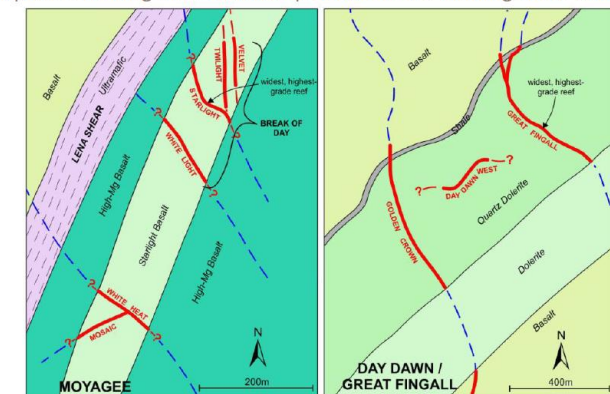 Basalt
Ultramafic
LENA SHEAR
High-Mg Basalt
TWILIGHT
VELVET
STARLIGHT
?
widest, highest-
grade reef
?
BREAK OF
DAY
?
WHITE LIGHT
?
Starlight Basalt
High-Mg Basalt
?
WHITE HEAT
?
MOSAIC
?
N
MOYAGEE
200m
Basalt
Shale
widest, highest-
grade reef
GREAT FINGALL
?
DAY DAWN WEST
?
GOLDEN CROWN
Quartz Dolerite
Dolerite
Basalt
N
DAY DAWN /
GREAT FINGALL
400m